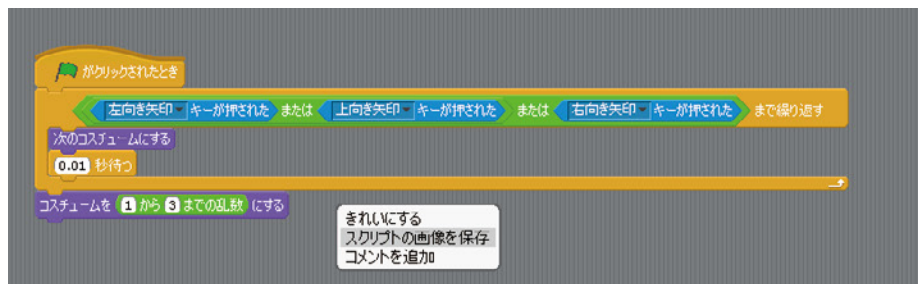 がクリックされたとき
左向き矢印 キーが押された または 上向き矢印 キーが押された または 右向き矢印 キーが押された まで繰り返す
次のコスチュームにする
0.01 秒待つ
コスチュームを 1 から 3 までの乱数 にする
きれいにする
スクリプトの画像を保存
コメントを追加